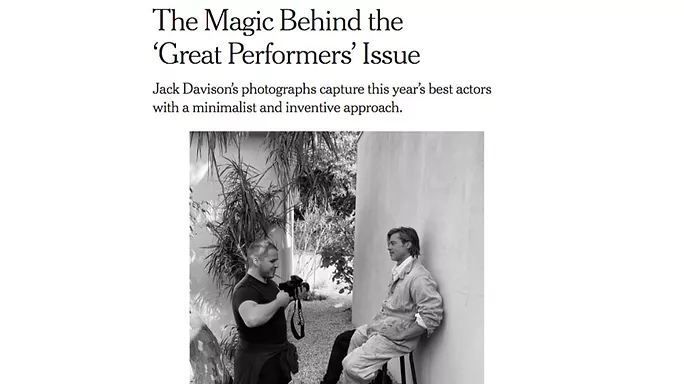 The Magic Behind the
‘Great Performers’ Issue
Jack Davison’s photographs capture this year’s best actors
with a minimalist and inventive approach.